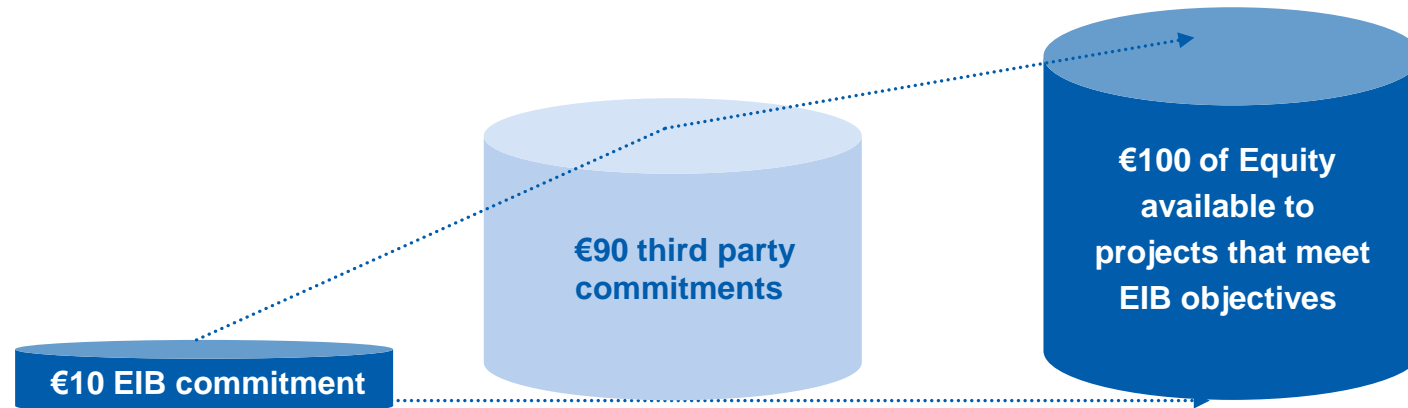 €10 EIB commitment
€90 third party
commitments
€100 of Equity
available to
projects that meet
EIB objectives